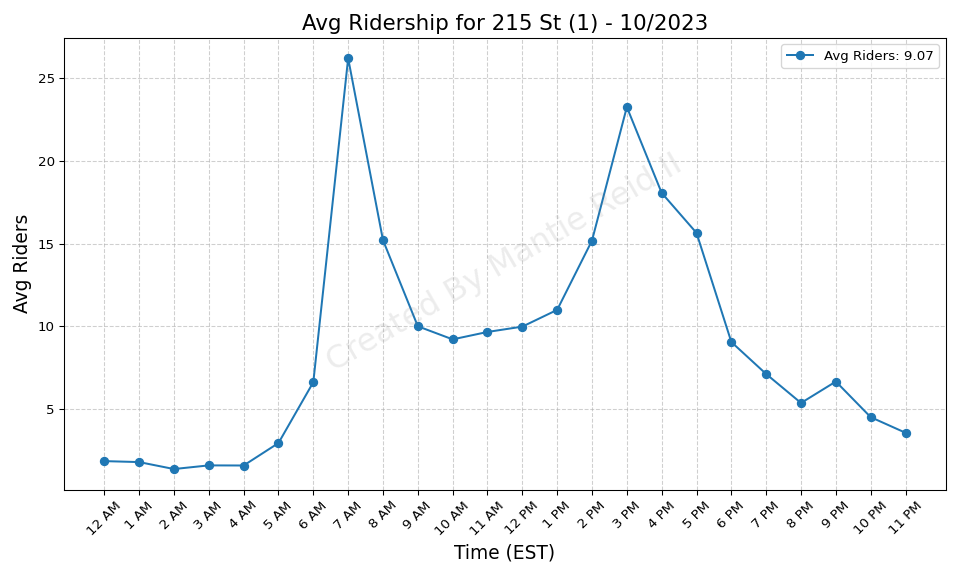 Avg Ridership for 215 St (1) - 10/2023
Avg Riders: 9.07
Avg Riders
25
20
15
10
5
Created By Mantie Reid II
12 AM
1 AM
2 AM
3 AM
4 AM
5 AM
6 AM
7 AM
8 AM
9 AM
10 AM
11 AM
12 PM
1 PM
2 PM
3 PM
4 PM
5 PM
6 PM
7 PM
8 PM
9 PM
10 PM
11 PM
Time (EST)